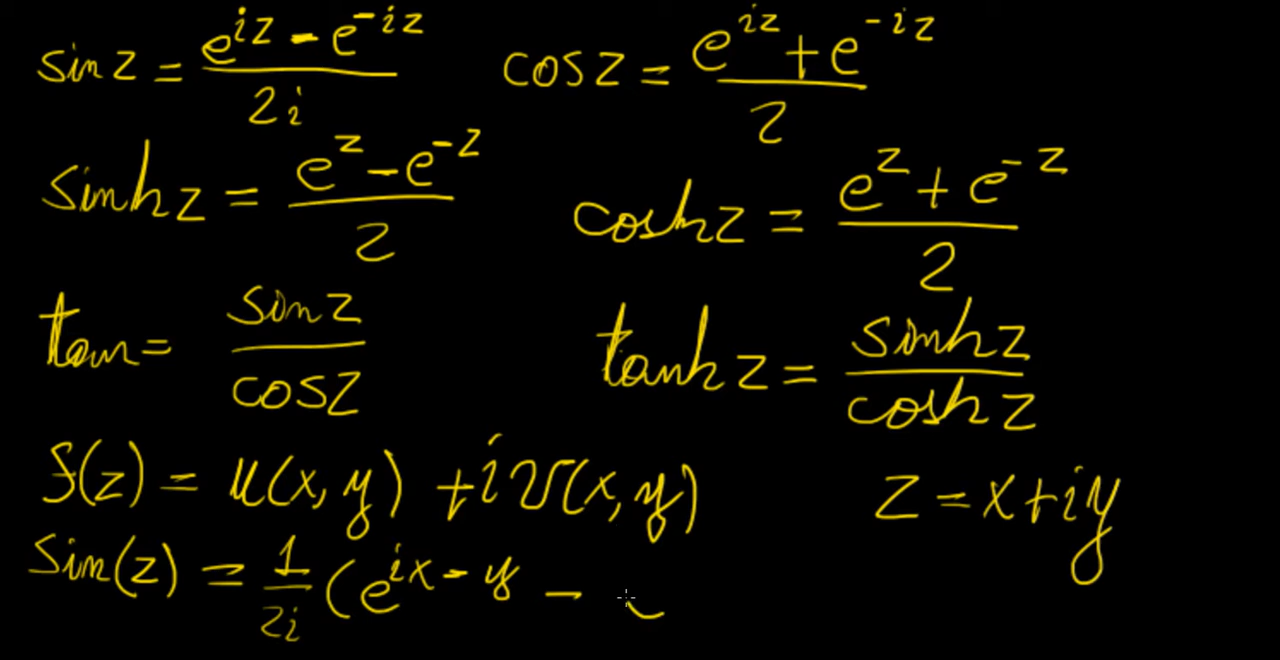 sin z = (e^{iz} - e^{-iz}) / 2i    cos z = (e^{iz} + e^{-iz}) / 2
sinh z = (e^z - e^{-z}) / 2    cosh z = (e^z + e^{-z}) / 2
tan = sin z / cos z    tanh z = sinh z / cosh z
f(z) = u(x, y) + i v(x, y)    z = x + iy
Sin(z) = 1/2i (e^{ix - y} -